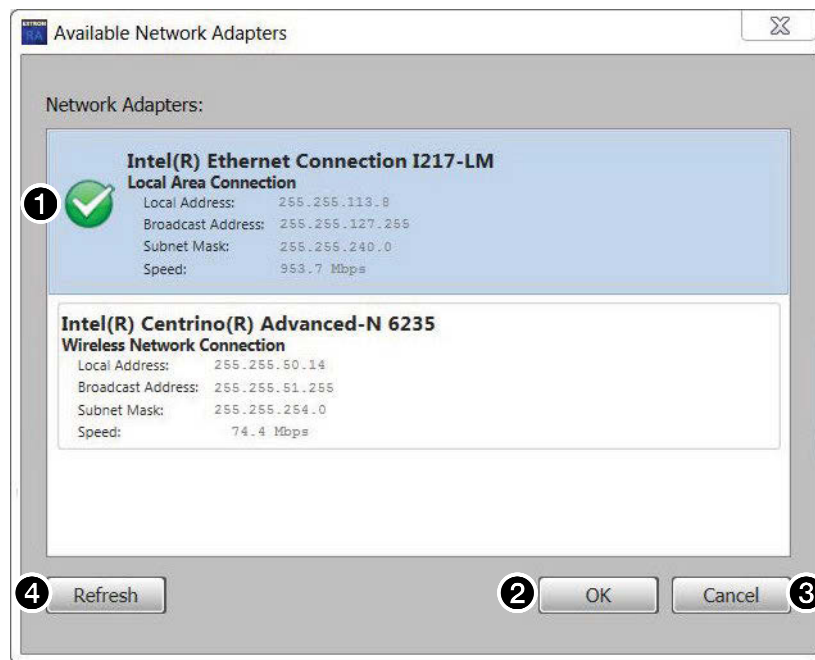 EXTRON
RA
Available Network Adapters
Network Adapters:
Intel(R) Ethernet Connection I217-LM
Local Area Connection
1
Local Address: 255.255.113.8
Broadcast Address: 255.255.127.255
Subnet Mask: 255.255.240.0
Speed: 953.7 Mbps
Intel(R) Centrino(R) Advanced-N 6235
Wireless Network Connection
Local Address: 255.255.50.14
Broadcast Address: 255.255.51.255
Subnet Mask: 255.255.254.0
Speed: 74.4 Mbps
4 Refresh 2 OK Cancel 3